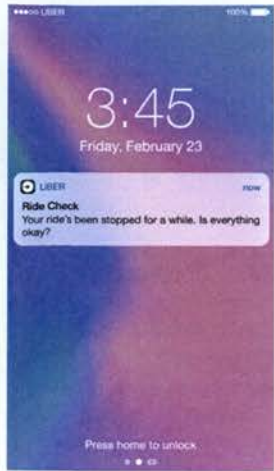 UBER 100%
3:45
Friday, February 23
UBER now
Ride Check
Your ride's been stopped for a while. Is everything
okay?
Press home to unlock